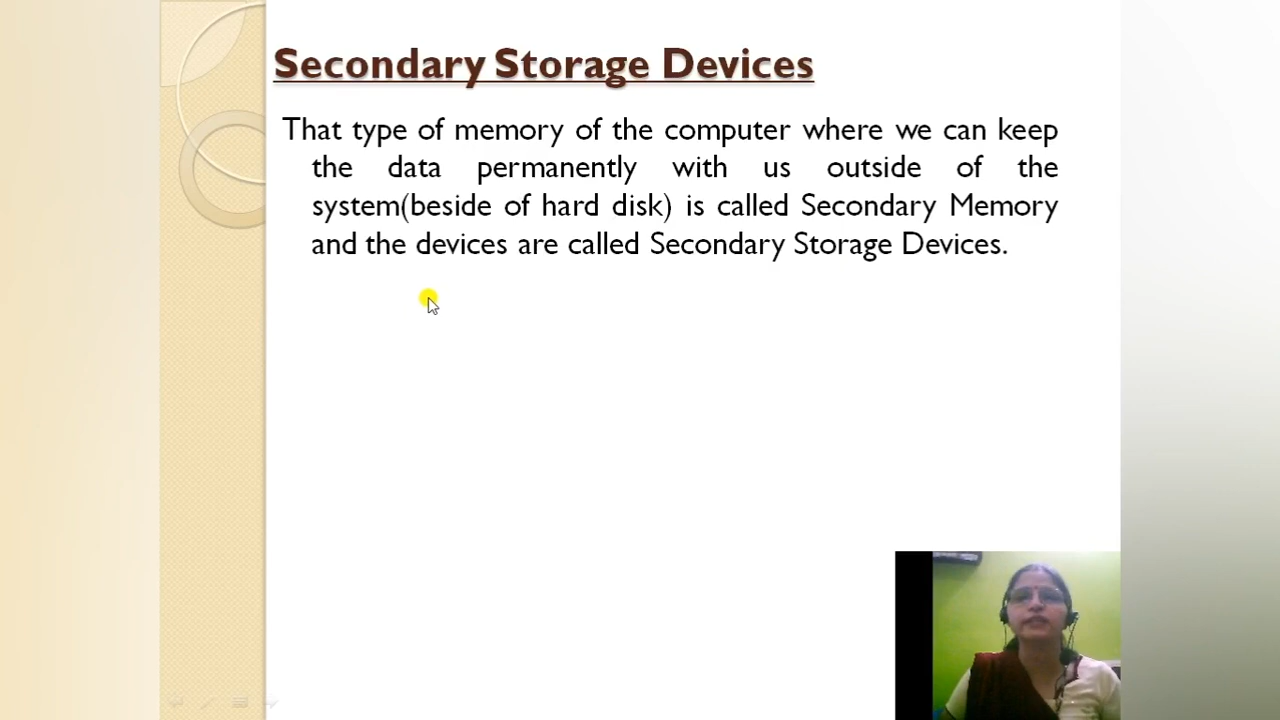 Secondary Storage Devices
That type of memory of the computer where we can keep
the data permanently with us outside of the
system(beside of hard disk) is called Secondary Memory
and the devices are called Secondary Storage Devices.